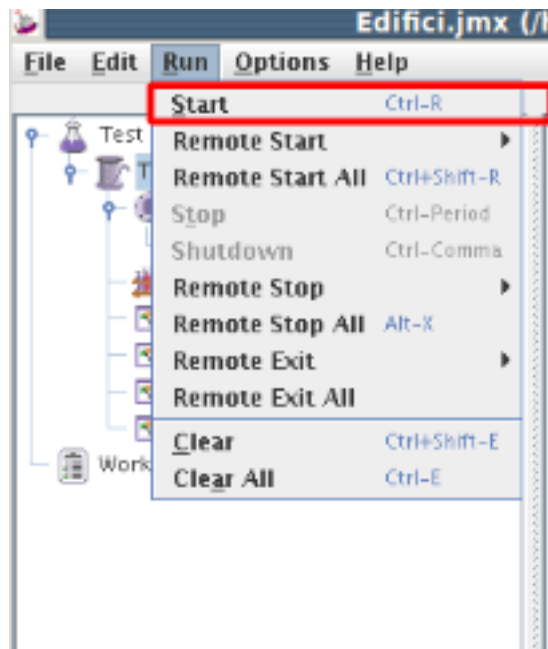 Edifici.jmx (/
File Edit Run Options Help
Start Ctrl-R
Test
Remote Start
T
Remote Start All Ctrl+Shift-R
Stop Ctrl-Period
Shutdown Ctrl-Comma
Remote Stop
Remote Stop All Alt-X
Remote Exit
Remote Exit All
Clear Ctrl+Shift-E
Work
Clear All Ctrl-E